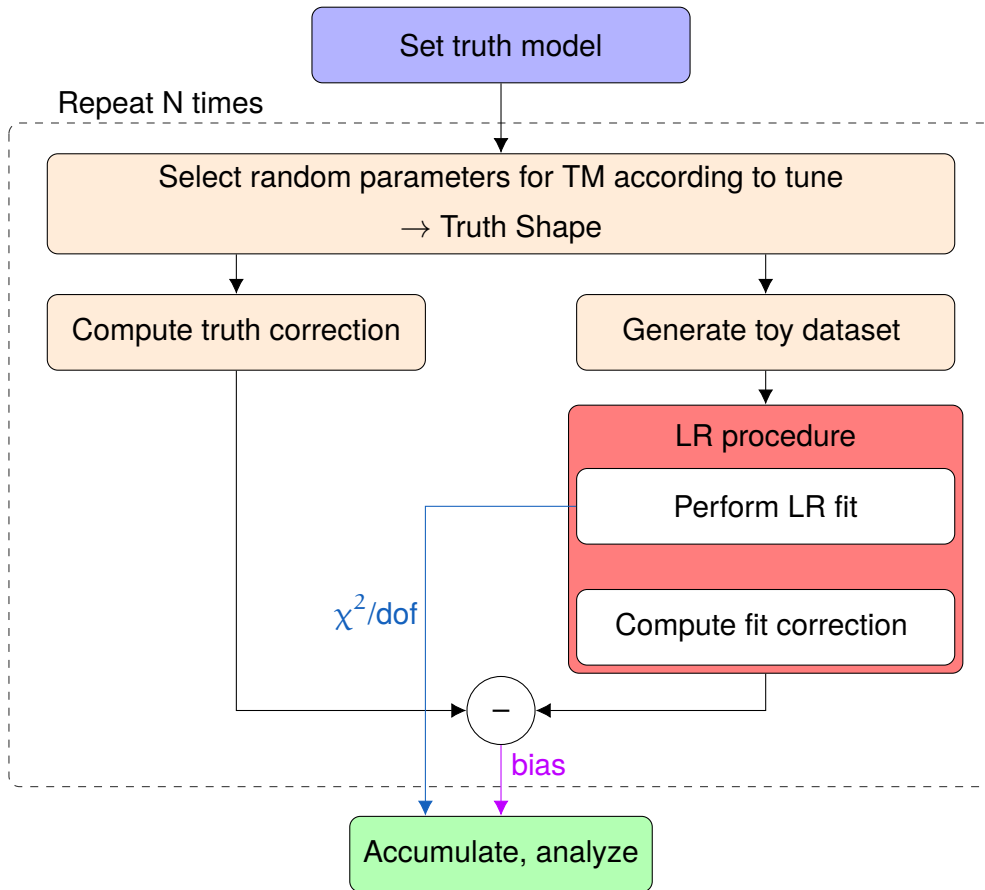 Set truth model
Repeat N times
Select random parameters for TM according to tune
→ Truth Shape
Compute truth correction
Generate toy dataset
LR procedure
Perform LR fit
χ²/dof
Compute fit correction
−
bias
Accumulate, analyze